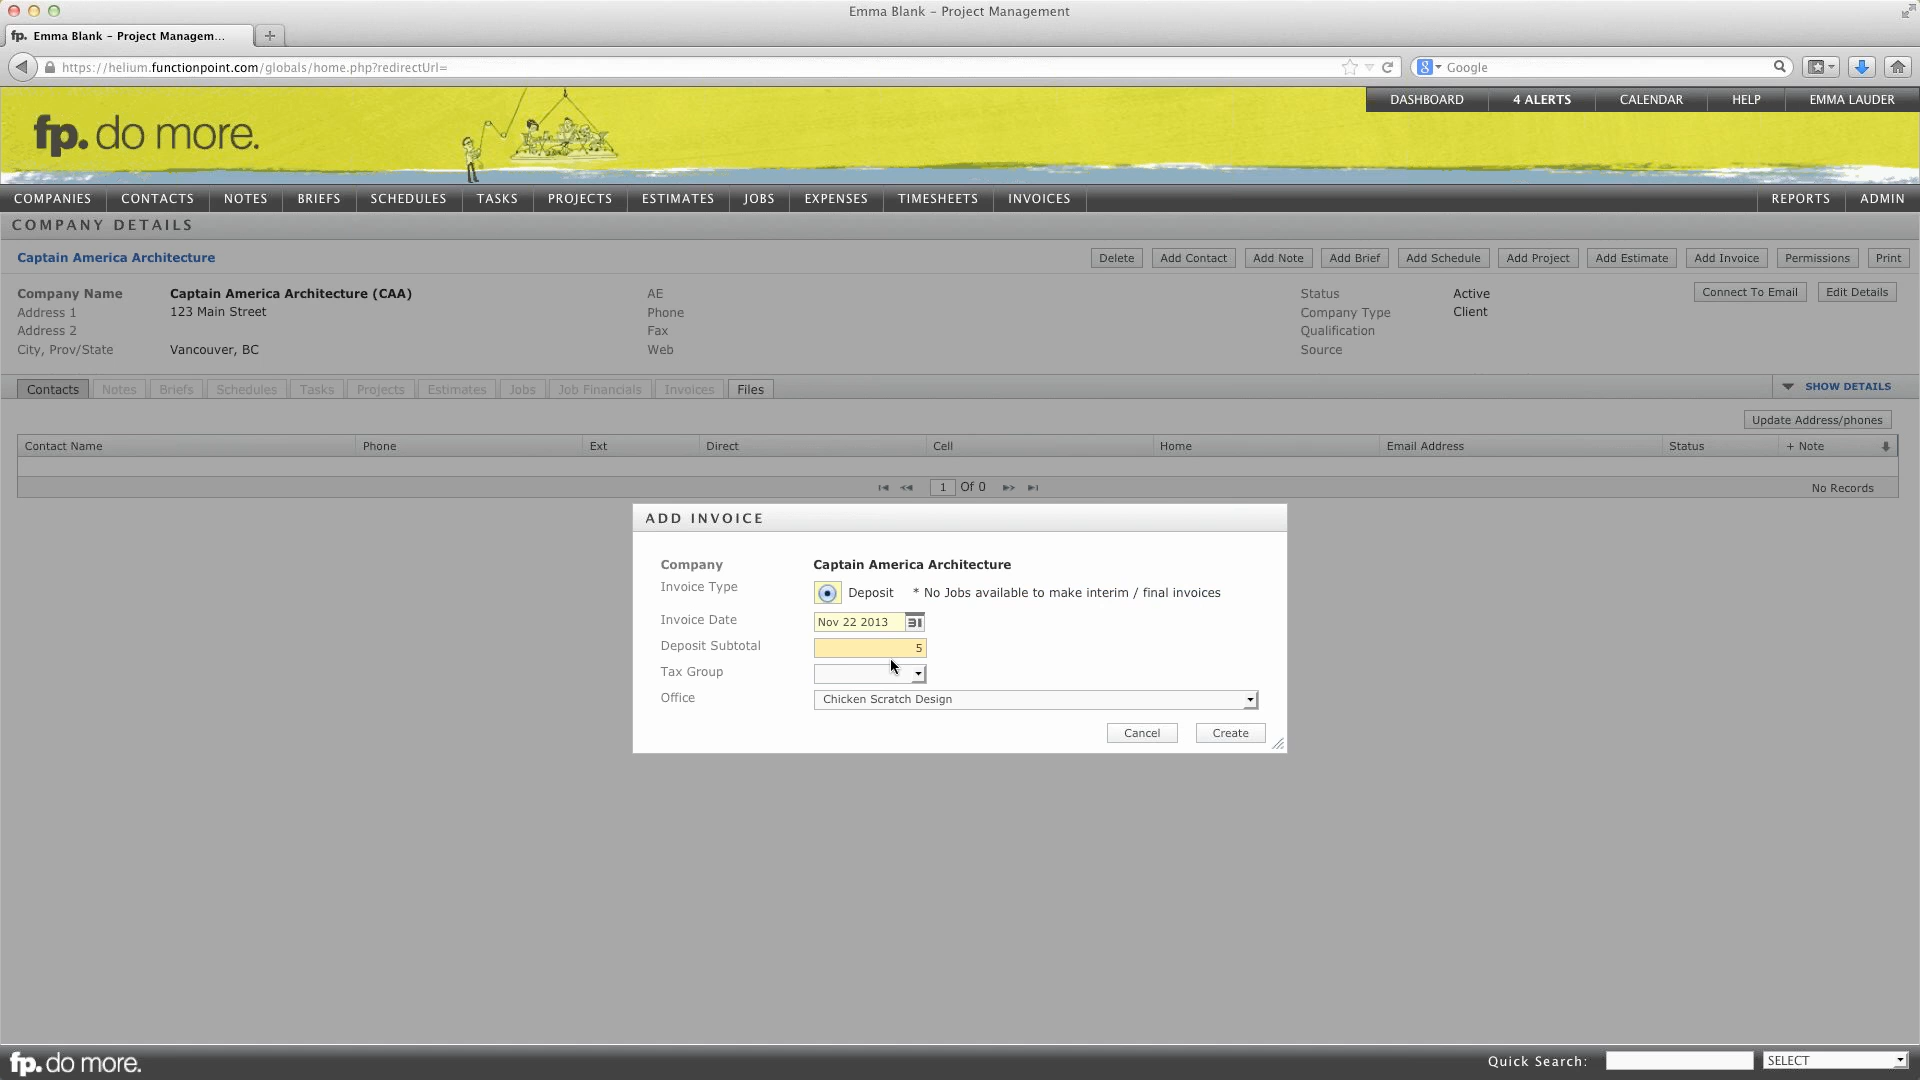 Emma Blank – Project Management
fp. Emma Blank – Project Managem...
https://helium.functionpoint.com/globals/home.php?redirectUrl=
Google
DASHBOARD 4 ALERTS CALENDAR HELP EMMA LAUDER
fp. do more.
COMPANIES CONTACTS NOTES BRIEFS SCHEDULES TASKS PROJECTS ESTIMATES JOBS EXPENSES TIMESHEETS INVOICES REPORTS ADMIN
COMPANY DETAILS
Captain America Architecture Delete Add Contact Add Note Add Brief Add Schedule Add Project Add Estimate Add Invoice Permissions Print
Company Name Captain America Architecture (CAA) AE Status Active Connect To Email Edit Details
Address 1 123 Main Street Phone Company Type Client
Address 2 Fax Qualification
City, Prov/State Vancouver, BC Web Source
Contacts Notes Briefs Schedules Tasks Projects Estimates Jobs Job Financials Invoices Files SHOW DETAILS
Update Address/phones
Contact Name Phone Ext Direct Cell Home Email Address Status + Note
1 Of 0 No Records
ADD INVOICE
Company Captain America Architecture
Invoice Type Deposit * No Jobs available to make interim / final invoices
Invoice Date Nov 22 2013 31
Deposit Subtotal 5
Tax Group
Office Chicken Scratch Design
Cancel Create
fp. do more. Quick Search: SELECT